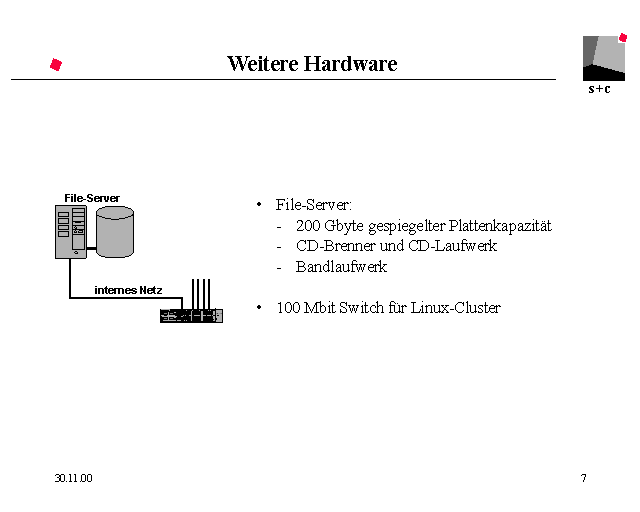 Weitere Hardware
s+c
File-Server
internes Netz
• File-Server:
- 200 Gbyte gespiegelter Plattenkapazität
- CD-Brenner und CD-Laufwerk
- Bandlaufwerk
• 100 Mbit Switch für Linux-Cluster
30.11.00
7